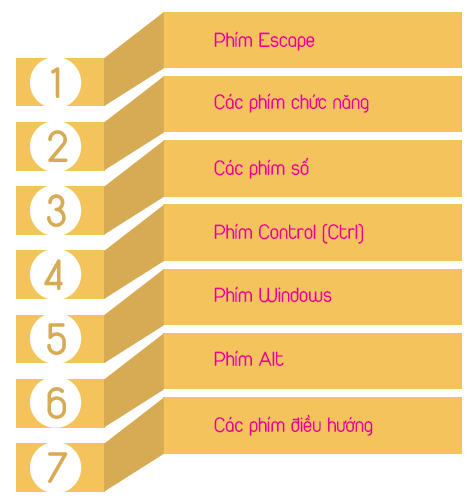 1 Phím Escape
2 Các phím chức năng
3 Các phím số
4 Phím Control (Ctrl)
5 Phím Windows
6 Phím Alt
7 Các phím điều hướng